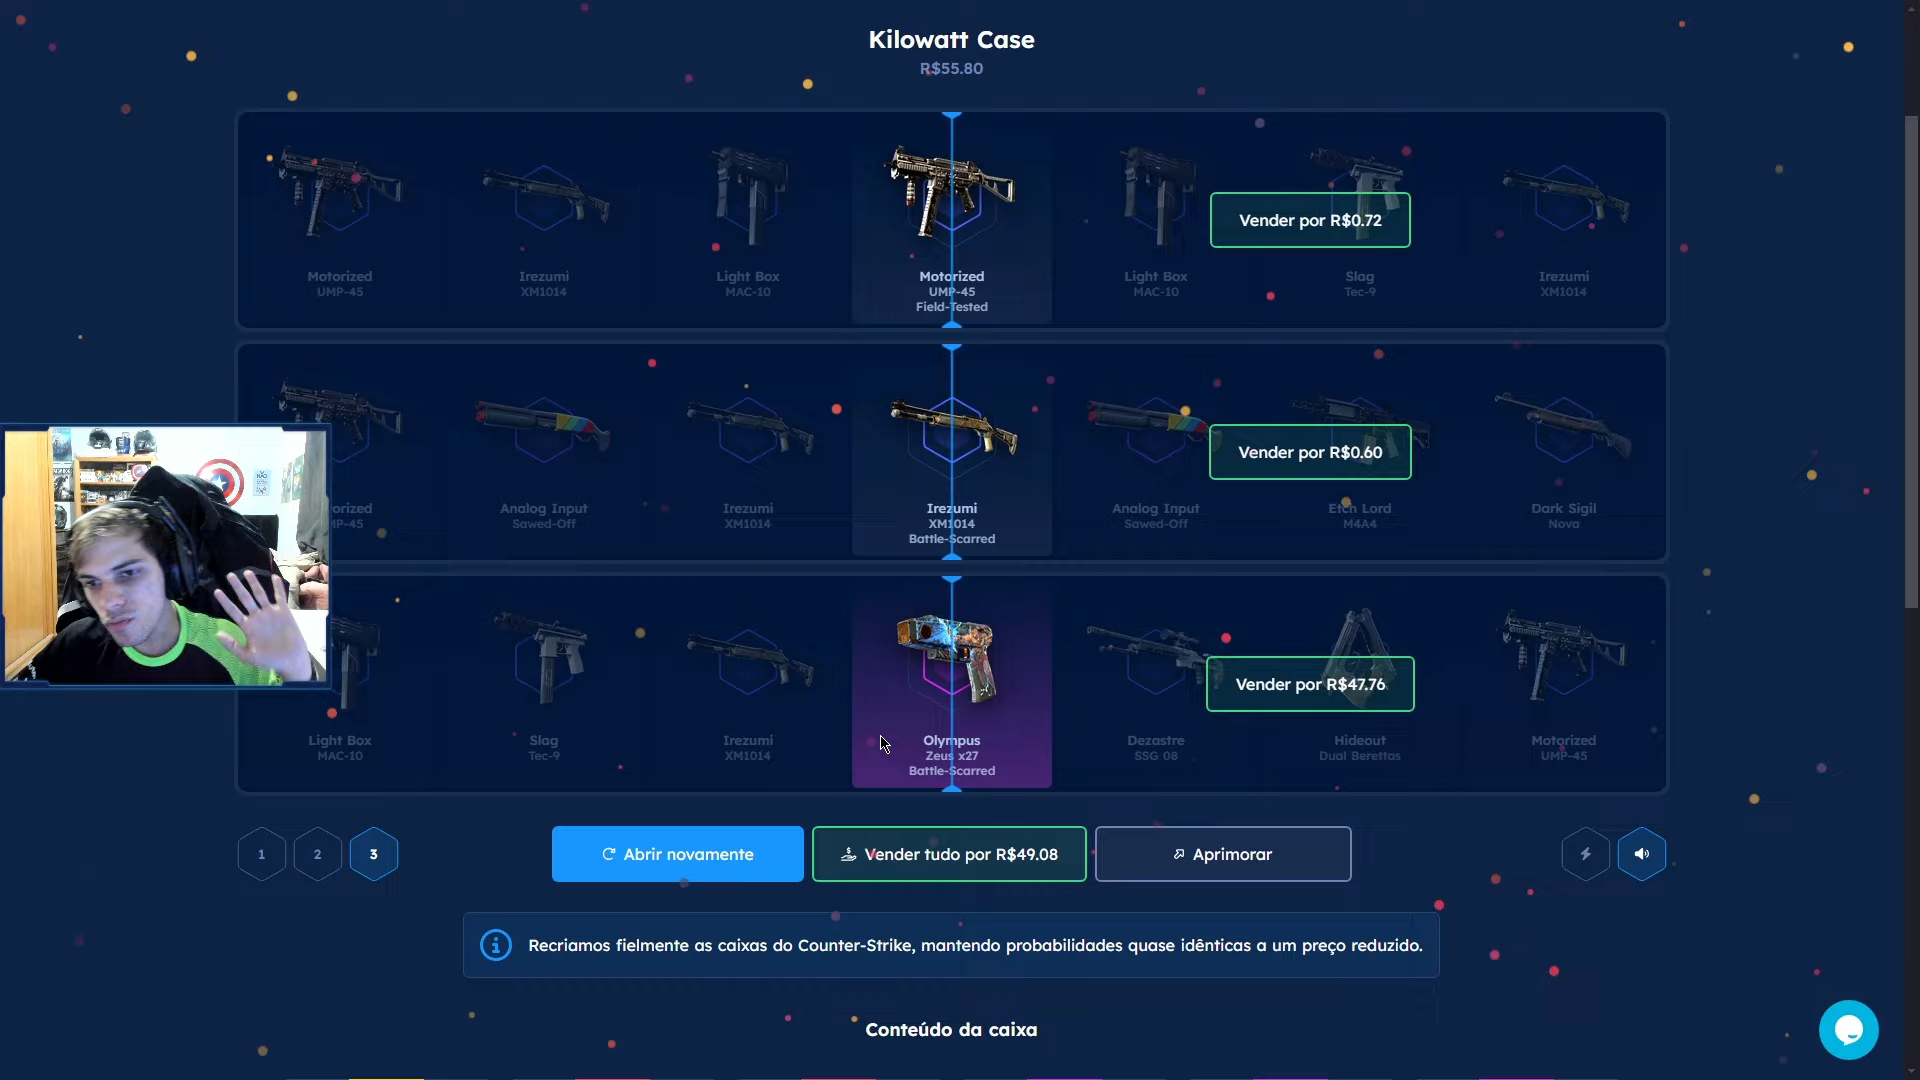 Kilowatt Case
R$55.80
Motorized
UMP-45
Irezumi
XM1014
Light Box
MAC-10
Motorized
UMP-45
Field-Tested
Light Box
MAC-10
Slag
Tec-9
Irezumi
XM1014
Vender por R$0.72
orized
MP-45
Analog Input
Sawed-Off
Irezumi
XM1014
Irezumi
XM1014
Battle-Scarred
Analog Input
Sawed-Off
Etch Lord
M4A4
Dark Sigil
Nova
Vender por R$0.60
Light Box
MAC-10
Slag
Tec-9
Irezumi
XM1014
Olympus
Zeus x27
Battle-Scarred
Dezastre
SSG 08
Hideout
Dual Berettas
Motorized
UMP-45
Vender por R$47.76
1
2
3
Abrir novamente
Vender tudo por R$49.08
Aprimorar
Recriamos fielmente as caixas do Counter-Strike, mantendo probabilidades quase idênticas a um preço reduzido.
Conteúdo da caixa